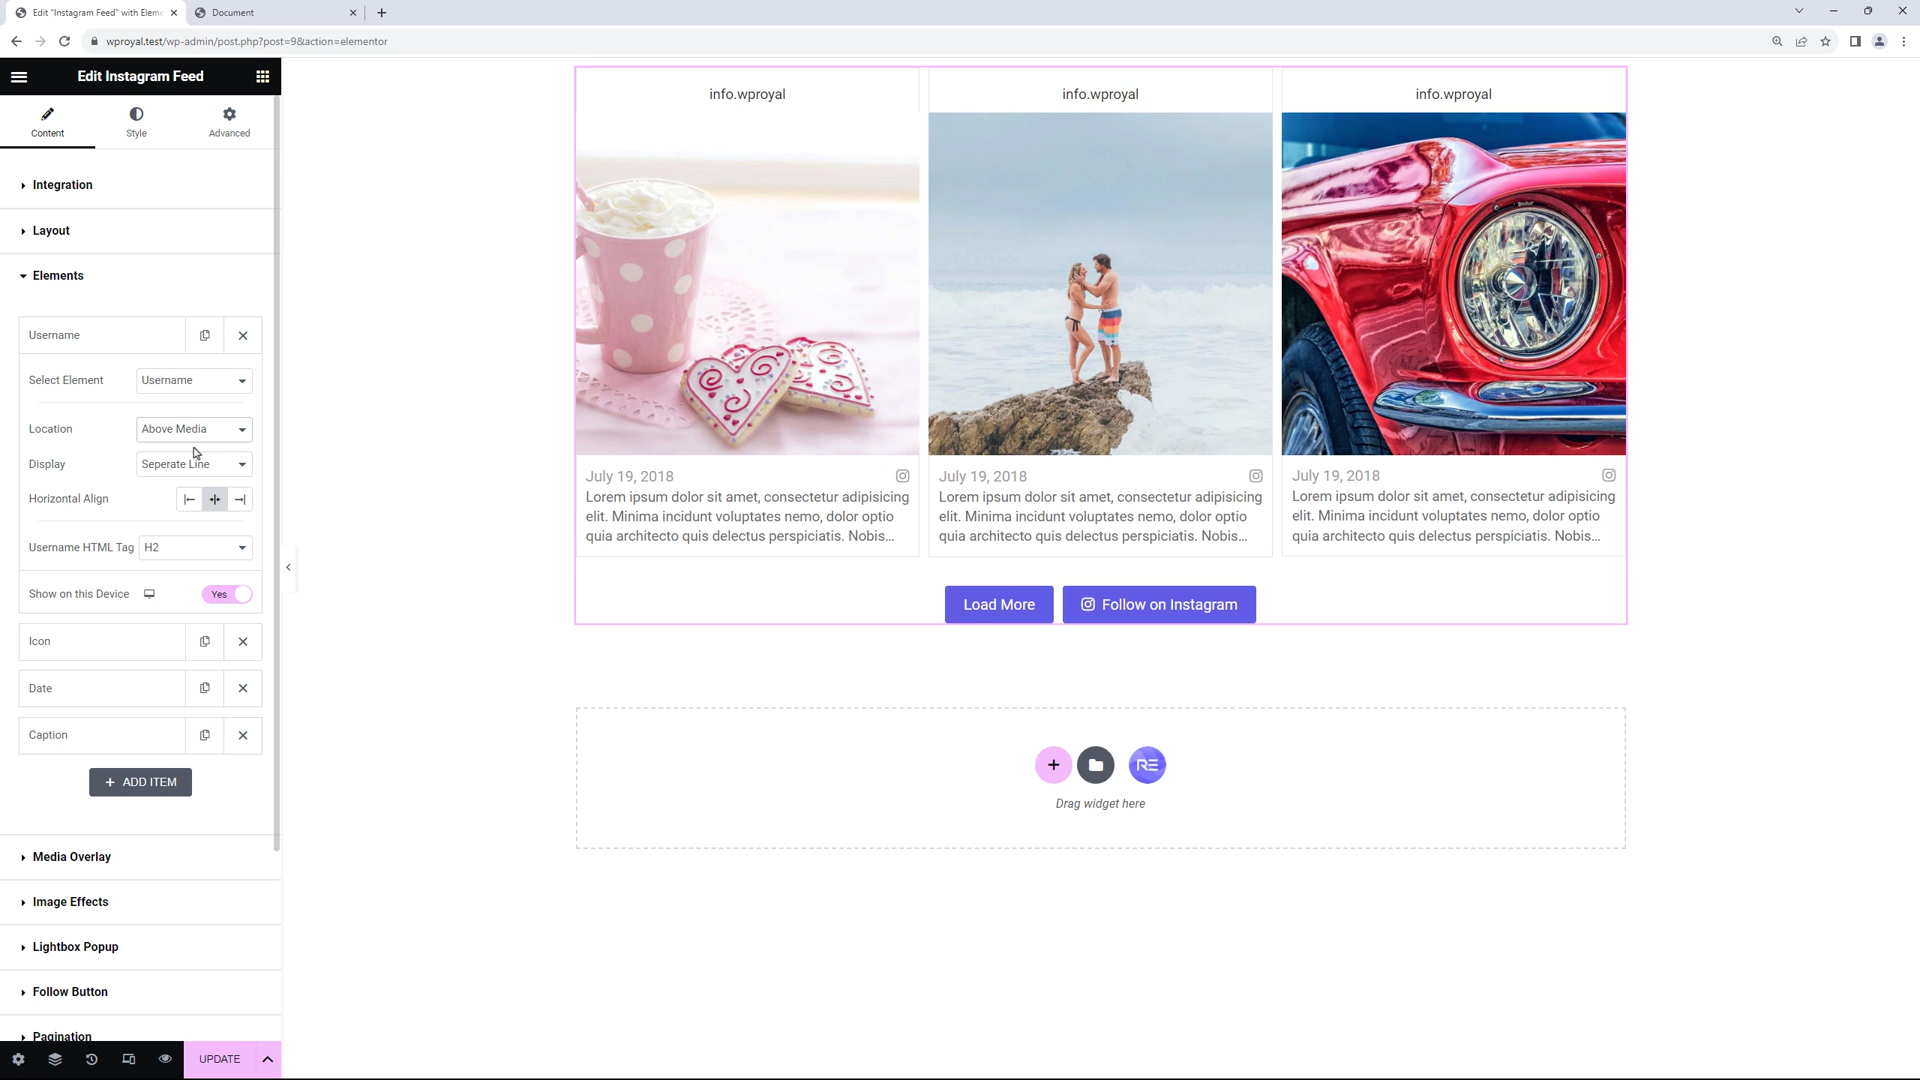 Edit "Instagram Feed" with Eleme
Document
wproyal.test/wp-admin/post.php?post=9&action=elementor
Edit Instagram Feed
Content
Style
Advanced
Integration
Layout
Elements
Username
Select Element
Username
Location
Above Media
Display
Seperate Line
Horizontal Align
Username HTML Tag
H2
Show on this Device
Yes
Icon
Date
Caption
+ ADD ITEM
Media Overlay
Image Effects
Lightbox Popup
Follow Button
Pagination
UPDATE
info.wproyal
July 19, 2018
Lorem ipsum dolor sit amet, consectetur adipisicing
elit. Minima incidunt voluptates nemo, dolor optio
quia architecto quis delectus perspiciatis. Nobis...
info.wproyal
July 19, 2018
Lorem ipsum dolor sit amet, consectetur adipisicing
elit. Minima incidunt voluptates nemo, dolor optio
quia architecto quis delectus perspiciatis. Nobis...
info.wproyal
July 19, 2018
Lorem ipsum dolor sit amet, consectetur adipisicing
elit. Minima incidunt voluptates nemo, dolor optio
quia architecto quis delectus perspiciatis. Nobis...
Load More
Follow on Instagram
RE
Drag widget here